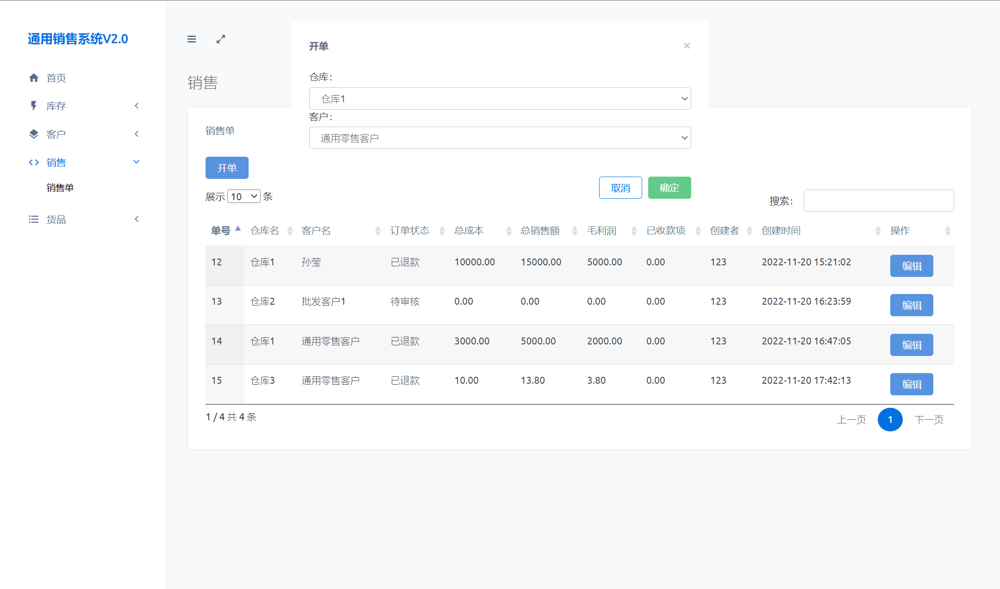 通用销售系统V2.0
首页
库存
客户
销售
销售单
货品
销售
开单
×
仓库：
仓库1
客户：
通用零售客户
取消 确定
销售单
开单
展示 10 条
搜索：
单号 仓库名 客户名 订单状态 总成本 总销售额 毛利润 已收款项 创建者 创建时间 操作
12 仓库1 孙莹 已退款 10000.00 15000.00 5000.00 0.00 123 2022-11-20 15:21:02 编辑
13 仓库2 批发客户1 待审核 0.00 0.00 0.00 0.00 123 2022-11-20 16:23:59 编辑
14 仓库1 通用零售客户 已退款 3000.00 5000.00 2000.00 0.00 123 2022-11-20 16:47:05 编辑
15 仓库3 通用零售客户 已退款 10.00 13.80 3.80 0.00 123 2022-11-20 17:42:13 编辑
1 / 4 共 4 条
上一页 1 下一页